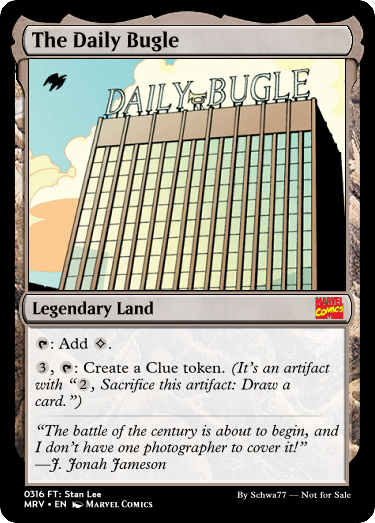 The Daily Bugle
DAILY BUGLE
Legendary Land
MARVEL
COMICS
: Add .
3, : Create a Clue token. (It's an artifact
with “2, Sacrifice this artifact: Draw a
card.”)
“The battle of the century is about to begin, and
I don't have one photographer to cover it!”
—J. Jonah Jameson
0316 FT: Stan Lee
MRV • EN Marvel Comics
By Schwa77 — Not for Sale